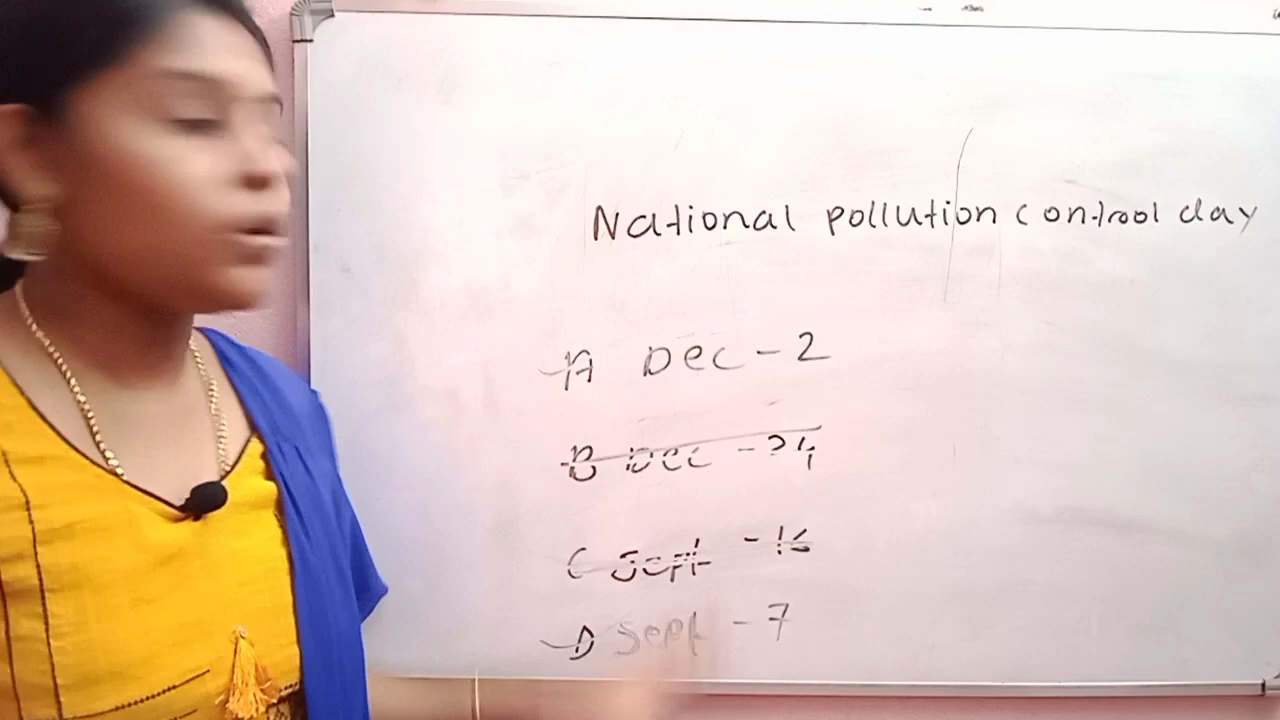 National pollution control day
A Dec - 2
B Dec - 24
C Sept - 16
D Sept - 7